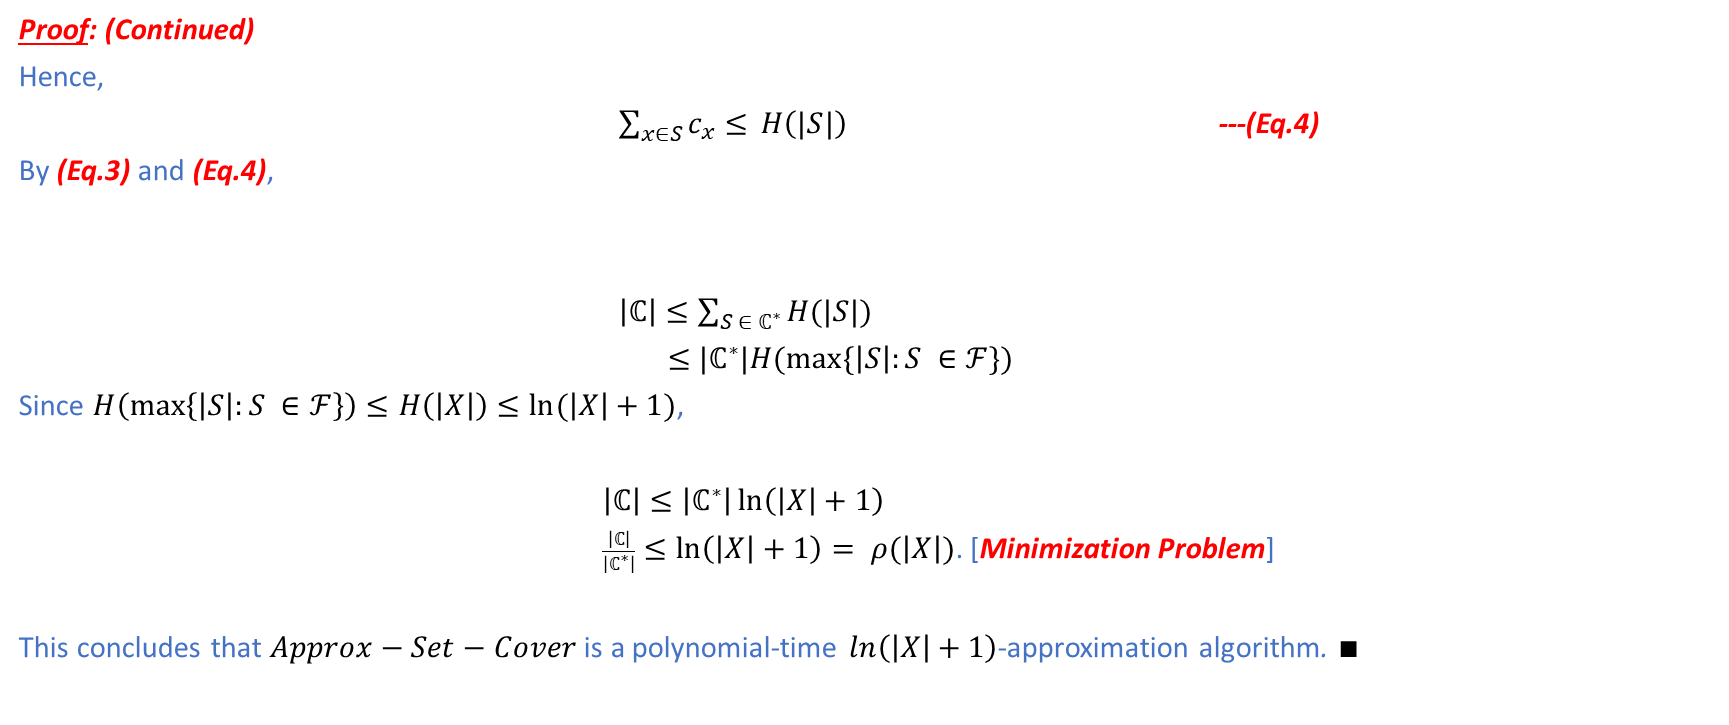 Proof: (Continued)
Hence,
∑_{x∈S} c_x ≤ H(|S|) ---(Eq.4)
By (Eq.3) and (Eq.4),
|ℂ| ≤ ∑_{S ∈ ℂ*} H(|S|)
≤ |ℂ*|H(max{|S|: S ∈ ℱ})
Since H(max{|S|: S ∈ ℱ}) ≤ H(|X|) ≤ ln(|X| + 1),
|ℂ| ≤ |ℂ*| ln(|X| + 1)
|ℂ|/|ℂ*| ≤ ln(|X| + 1) = ρ(|X|). [Minimization Problem]
This concludes that Approx − Set − Cover is a polynomial-time ln(|X| + 1)-approximation algorithm. ■